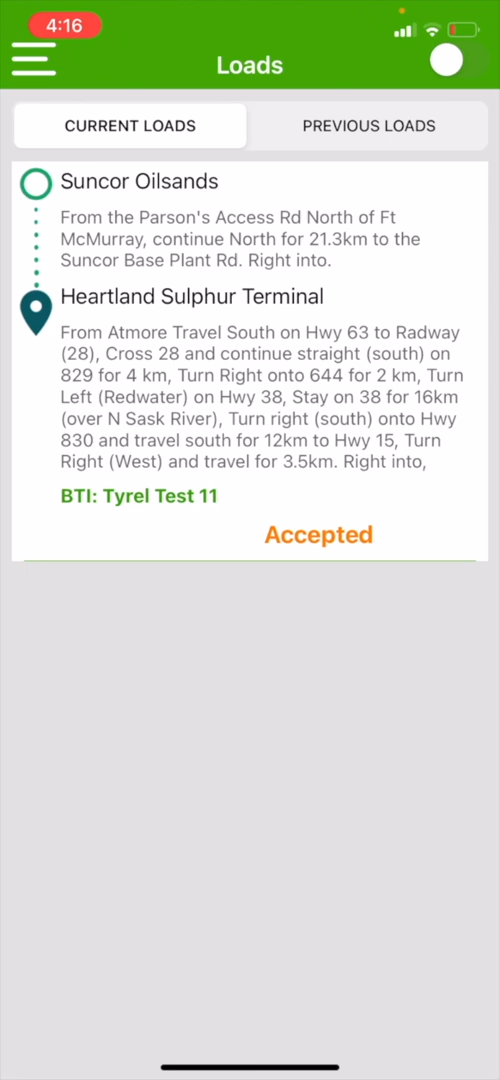 4:16
Loads
CURRENT LOADS
PREVIOUS LOADS
Suncor Oilsands
From the Parson's Access Rd North of Ft
McMurray, continue North for 21.3km to the
Suncor Base Plant Rd. Right into.
Heartland Sulphur Terminal
From Atmore Travel South on Hwy 63 to Radway
(28), Cross 28 and continue straight (south) on
829 for 4 km, Turn Right onto 644 for 2 km, Turn
Left (Redwater) on Hwy 38, Stay on 38 for 16km
(over N Sask River), Turn right (south) onto Hwy
830 and travel south for 12km to Hwy 15, Turn
Right (West) and travel for 3.5km. Right into,
BTI: Tyrel Test 11
Accepted